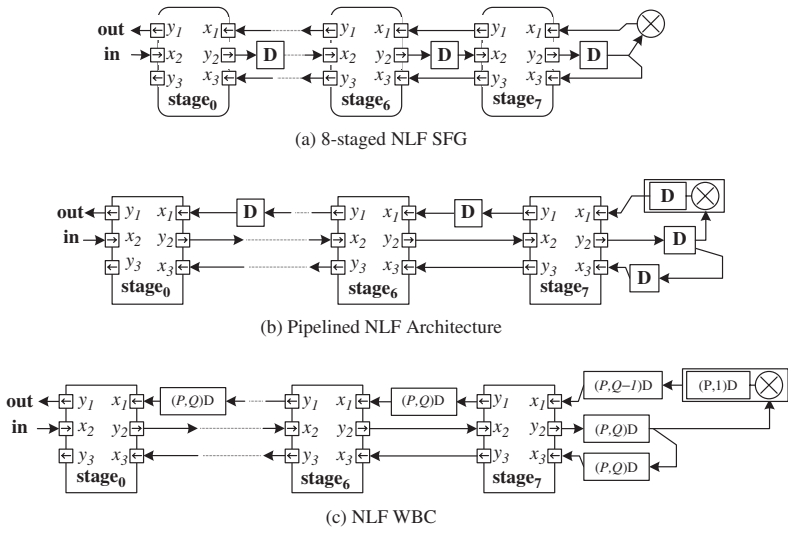 out y1 x1 y1 x1 y1 x1
in x2 y2 D x2 y2 D x2 y2 D
y3 x3 y3 x3 y3 x3
stage0 stage6 stage7
(a) 8-staged NLF SFG
D
out y1 x1 D y1 x1 D y1 x1
in x2 y2 x2 y2 x2 y2 D
y3 x3 y3 x3 y3 x3 D
stage0 stage6 stage7
(b) Pipelined NLF Architecture
(P,Q-1)D (P,1)D
out y1 x1 (P,Q)D y1 x1 (P,Q)D y1 x1
in x2 y2 x2 y2 x2 y2 (P,Q)D
y3 x3 y3 x3 y3 x3 (P,Q)D
stage0 stage6 stage7
(c) NLF WBC